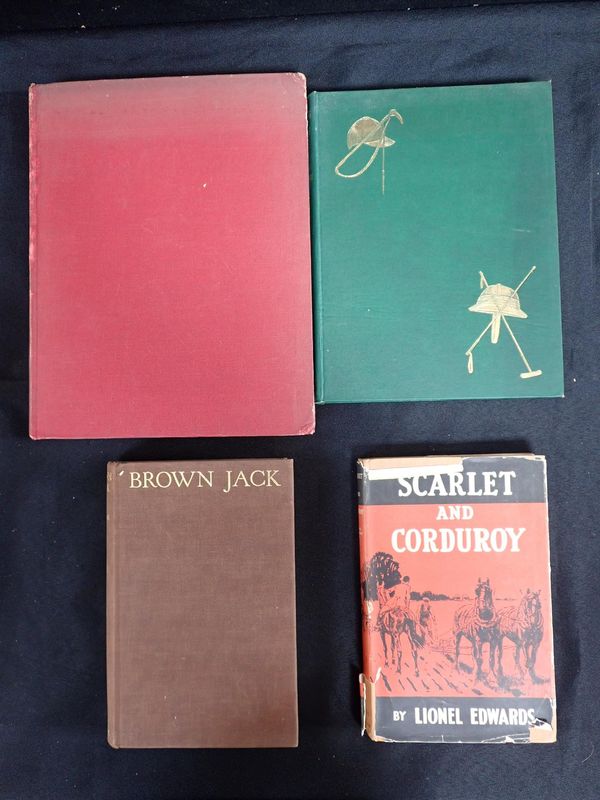 BROWN JACK
SCARLET
AND
CORDUROY
BY LIONEL EDWARDS